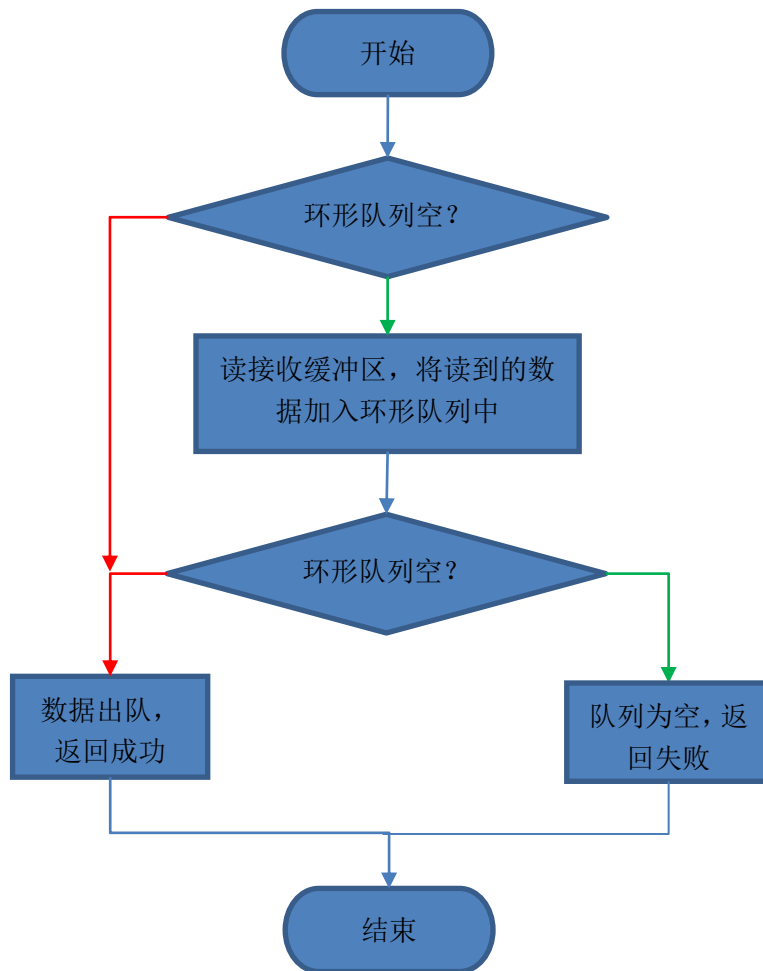 开始
环形队列空？
读接收缓冲区，将读到的数
据加入环形队列中
环形队列空？
数据出队，
返回成功
队列为空，返
回失败
结束